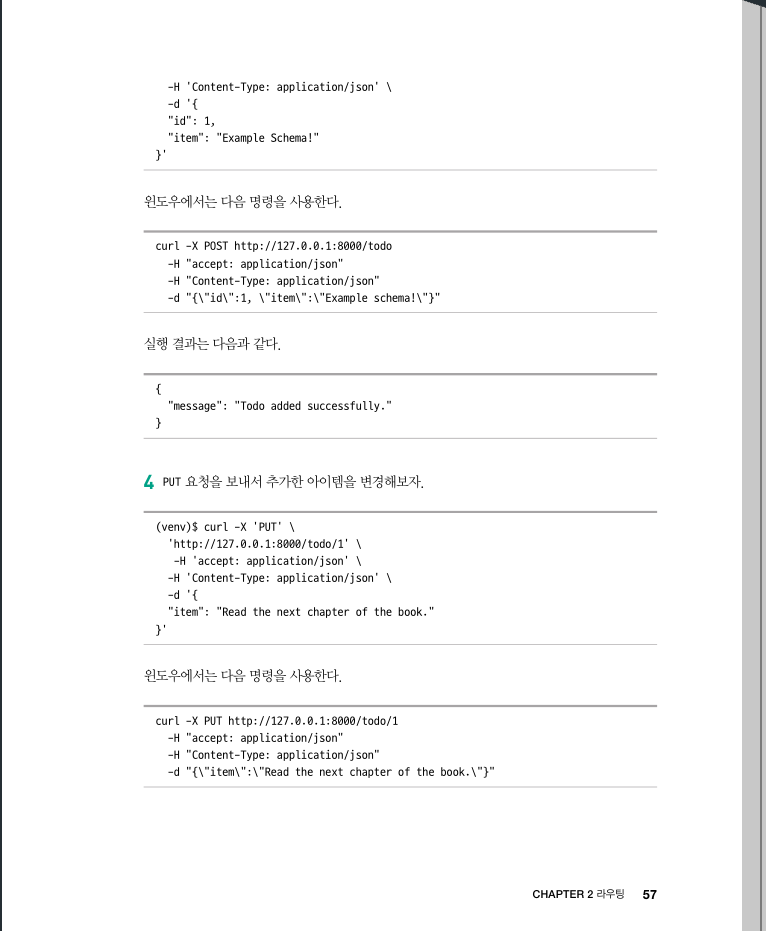 -H 'Content-Type: application/json' \
-d '{
"id": 1,
"item": "Example Schema!"
}'
윈도우에서는 다음 명령을 사용한다.
curl -X POST http://127.0.0.1:8000/todo
-H "accept: application/json"
-H "Content-Type: application/json"
-d "{\"id\":1, \"item\":\"Example schema!\"}"
실행 결과는 다음과 같다.
{
"message": "Todo added successfully."
}
4 PUT 요청을 보내서 추가한 아이템을 변경해보자.
(venv)$ curl -X 'PUT' \
'http://127.0.0.1:8000/todo/1' \
-H 'accept: application/json' \
-H 'Content-Type: application/json' \
-d '{
"item": "Read the next chapter of the book."
}'
윈도우에서는 다음 명령을 사용한다.
curl -X PUT http://127.0.0.1:8000/todo/1
-H "accept: application/json"
-H "Content-Type: application/json"
-d "{\"item\":\"Read the next chapter of the book.\"}"
CHAPTER 2 라우팅 57